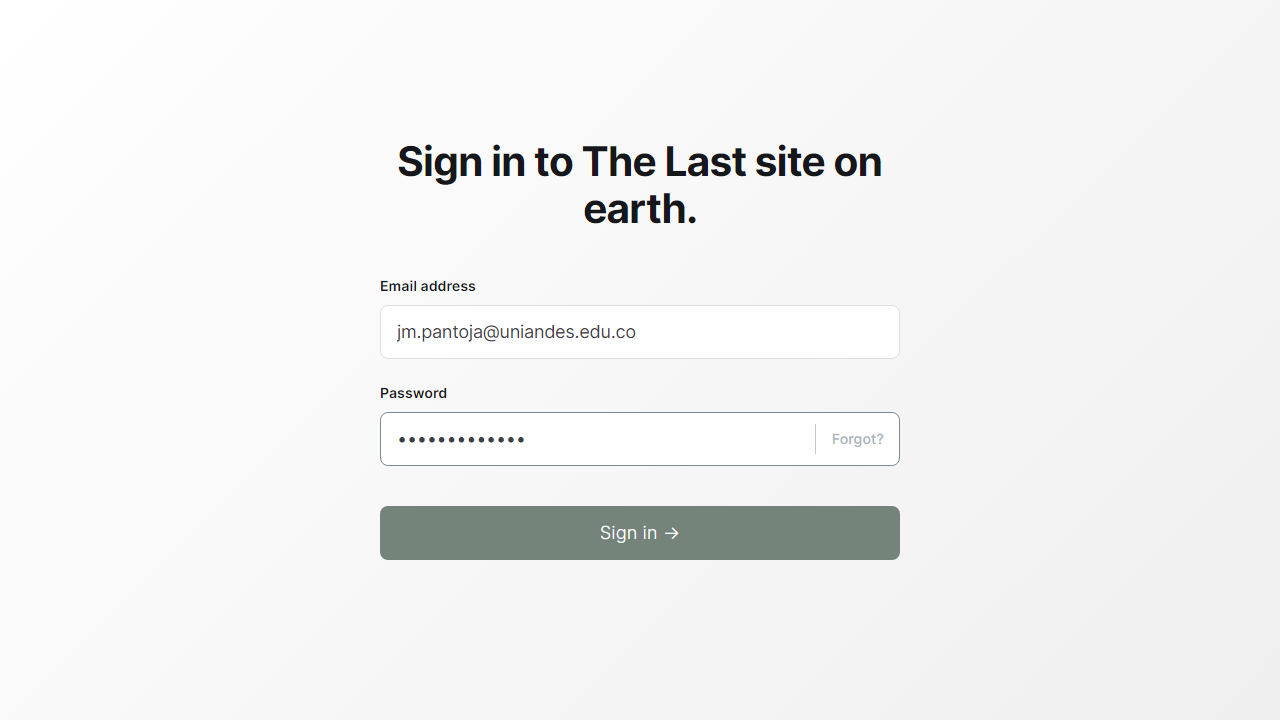 Sign in to The Last site on
earth.
Email address
jm.pantoja@uniandes.edu.co
Password
•••••••••••••
Forgot?
Sign in →